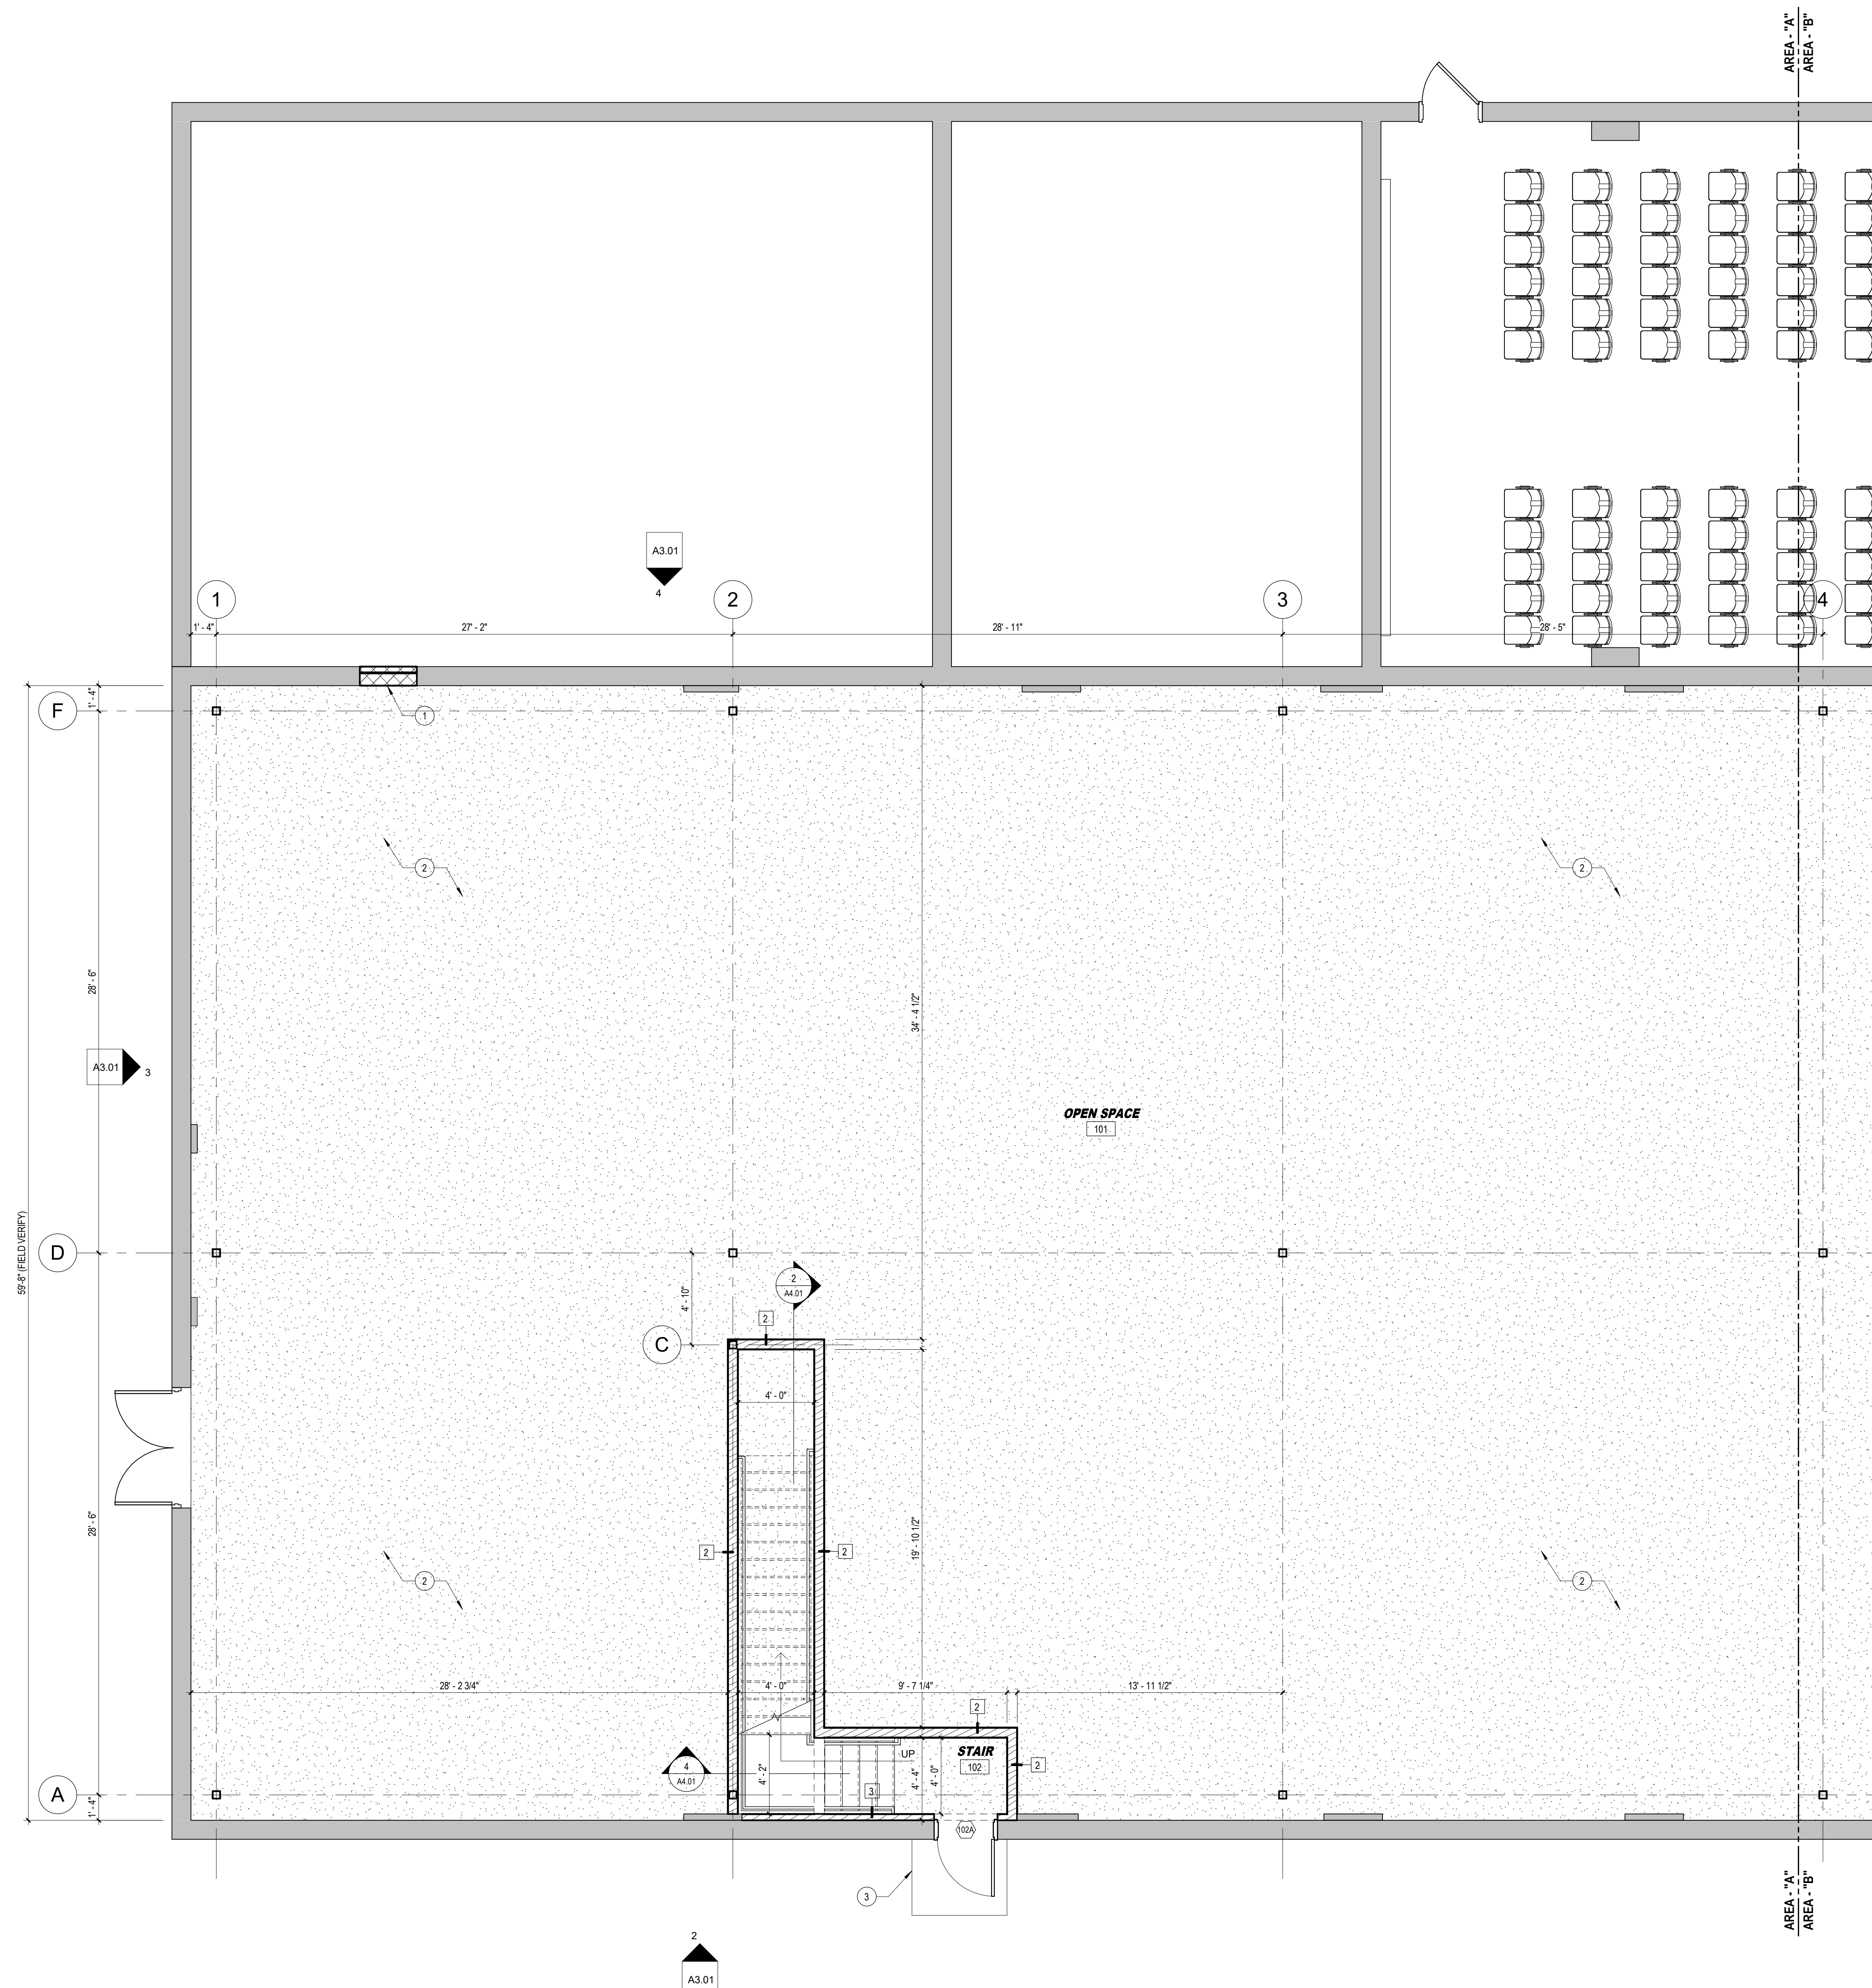 AREA - "A"
AREA - "B"
A3.01
4
1
2
3
4
1' - 4"
27' - 2"
28' - 11"
28' - 5"
1' - 4"
F
1
2
2
28' - 6"
34' - 4 1/2"
A3.01
3
OPEN SPACE
101
59'-8" (FIELD VERIFY)
D
2
A4.01
4' - 10"
2
C
4' - 0"
28' - 6"
19' - 10 1/2"
2
2
2
2
28' - 2 3/4"
4' - 0"
9' - 7 1/4"
13' - 11 1/2"
2
UP
STAIR
102
2
4
A4.01
4' - 2"
4' - 4"
4' - 0"
3
A
1' - 4"
102A
3
AREA - "A"
AREA - "B"
2
A3.01